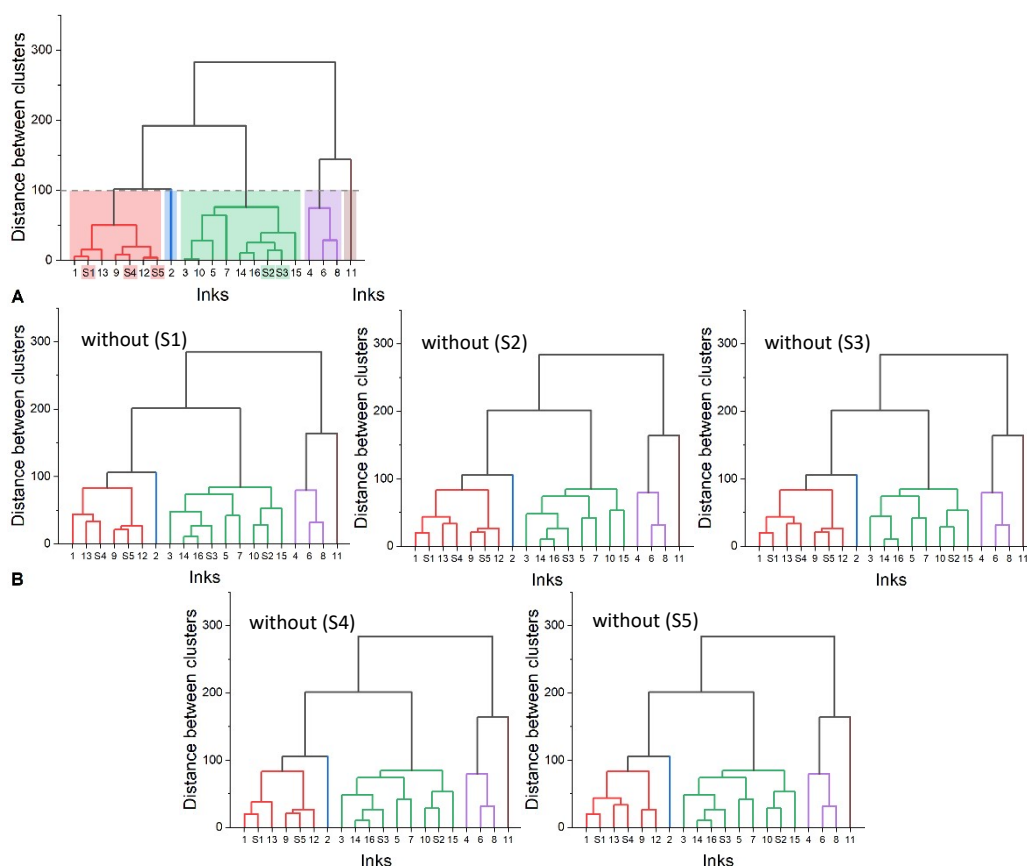 Distance between clusters
300
200
100
0
1 S1 13 9 S4 12 S5 2 3 10 5 7 14 16 S2 S3 15 4 6 8 11
Inks Inks
A
without (S1)
Distance between clusters
300
200
100
0
1 13 S4 9 S5 12 2 3 14 16 S3 5 7 10 S2 15 4 6 8 11
Inks
without (S2)
Distance between clusters
300
200
100
0
1 S1 13 S4 9 S5 12 2 3 14 16 S3 5 7 10 15 4 6 8 11
Inks
without (S3)
Distance between clusters
300
200
100
0
1 S1 13 S4 9 S5 12 2 3 14 16 5 7 10 S2 15 4 6 8 11
Inks
B
without (S4)
Distance between clusters
300
200
100
0
1 S1 13 9 S5 12 2 3 14 16 S3 5 7 10 S2 15 4 6 8 11
Inks
without (S5)
Distance between clusters
300
200
100
0
1 S1 13 S4 9 12 2 3 14 16 S3 5 7 10 S2 15 4 6 8 11
Inks